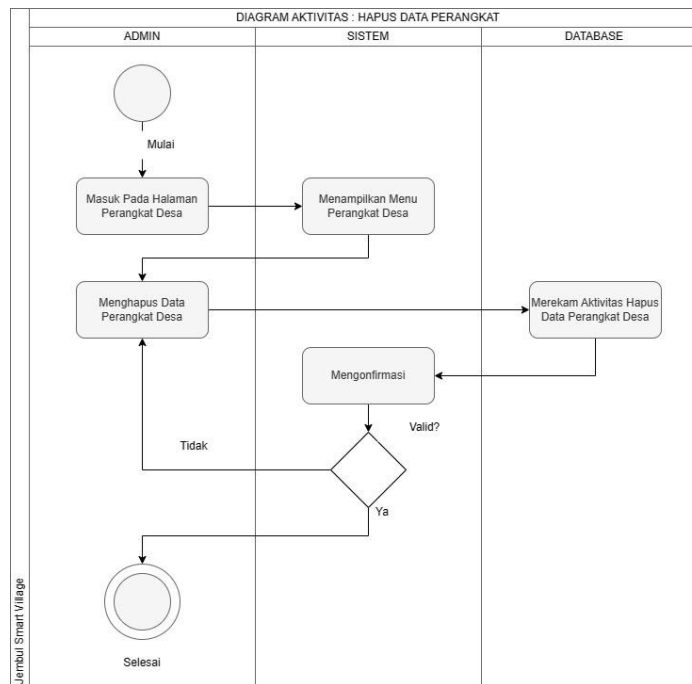 DIAGRAM AKTIVITAS : HAPUS DATA PERANGKAT
ADMIN
SISTEM
DATABASE
Mulai
Masuk Pada Halaman
Perangkat Desa
Menampilkan Menu
Perangkat Desa
Menghapus Data
Perangkat Desa
Merekam Aktivitas Hapus
Data Perangkat Desa
Mengonfirmasi
Valid?
Tidak
Ya
Selesai
Jembul Smart Village